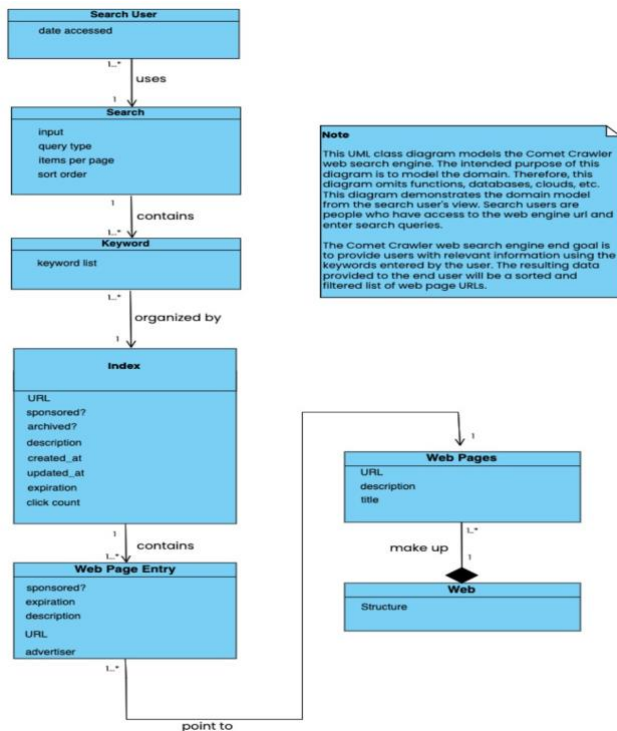 Search User
date accessed
1..*
uses
1
Search
input
query type
items per page
sort order
1
contains
1..*
Keyword
keyword list
1..*
organized by
1
Index
URL
sponsored?
archived?
description
created_at
updated_at
expiration
click count
1
contains
1..*
Web Page Entry
sponsored?
expiration
description
URL
advertiser
1..*
point to
Note
This UML class diagram models the Comet Crawler
web search engine. The intended purpose of this
diagram is to model the domain. Therefore, this
diagram omits functions, databases, clouds, etc.
This diagram demonstrates the domain model
from the search user's view. Search users are
people who have access to the web engine url and
enter search queries.
The Comet Crawler web search engine end goal is
to provide users with relevant information using the
keywords entered by the user. The resulting data
provided to the end user will be a sorted and
filtered list of web page URLs.
1
Web Pages
URL
description
title
1..*
make up
1
Web
Structure